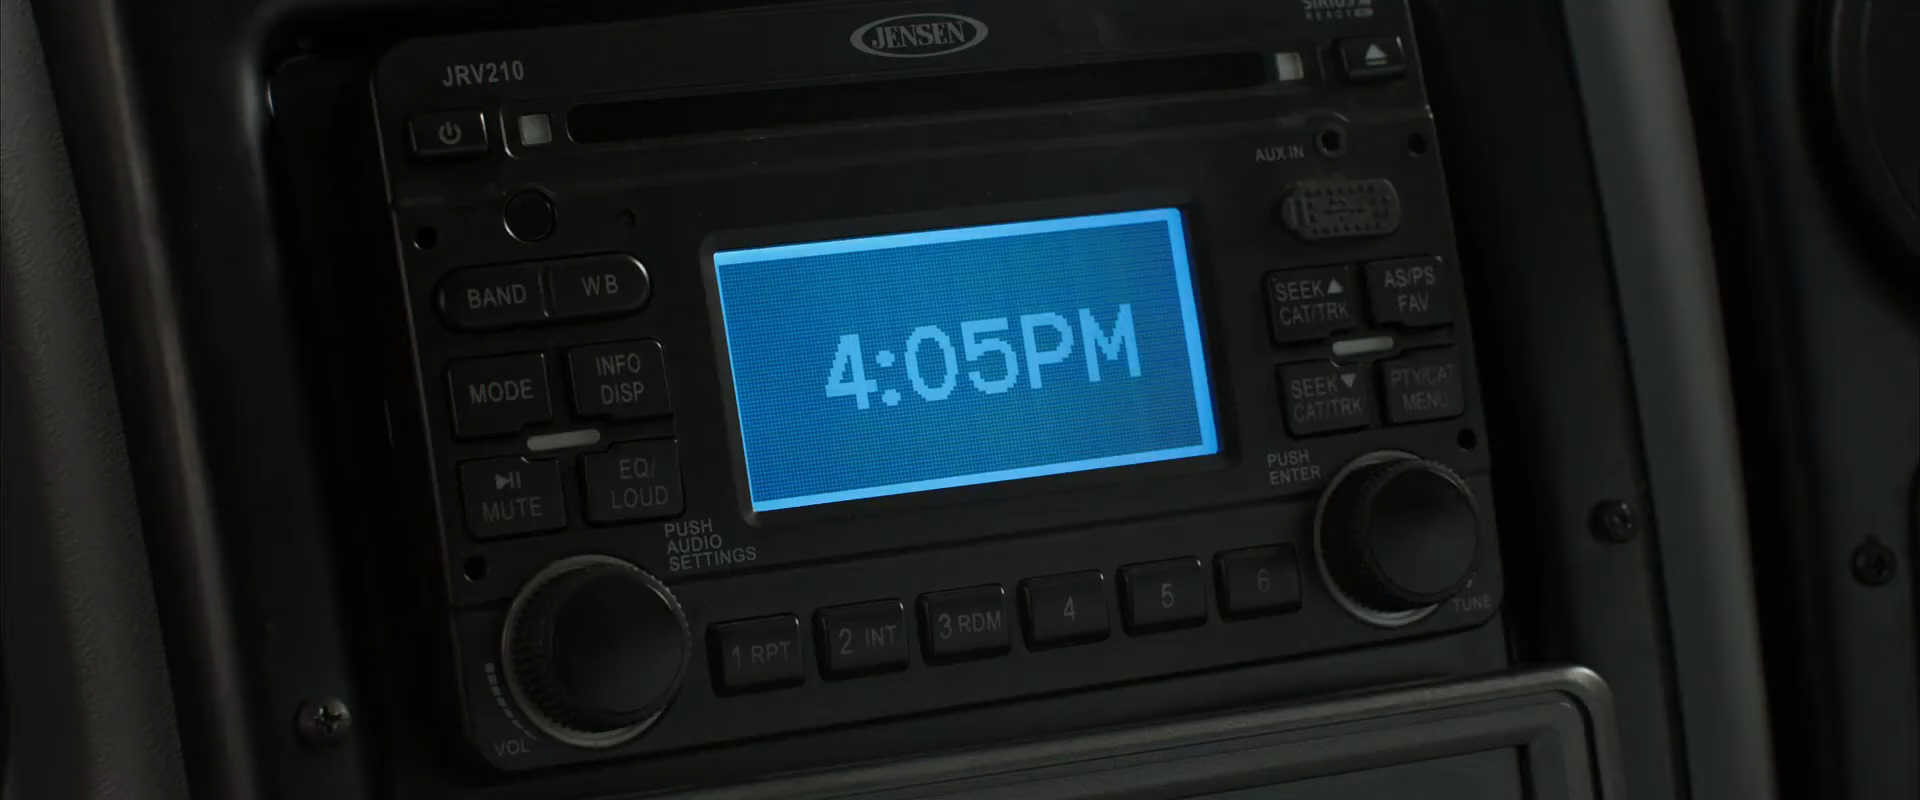 JENSEN
SIRIUS
READY
JRV210
AUX IN
BAND
WB
SEEK▲
CAT/TRK
AS/PS
FAV
4:05PM
MODE
INFO
DISP
SEEK▼
CAT/TRK
PTY/CAT
MENU
▶II
MUTE
EQ/
LOUD
PUSH
ENTER
PUSH
AUDIO
SETTINGS
1 RPT
2 INT
3 RDM
4
5
6
VOL
TUNE